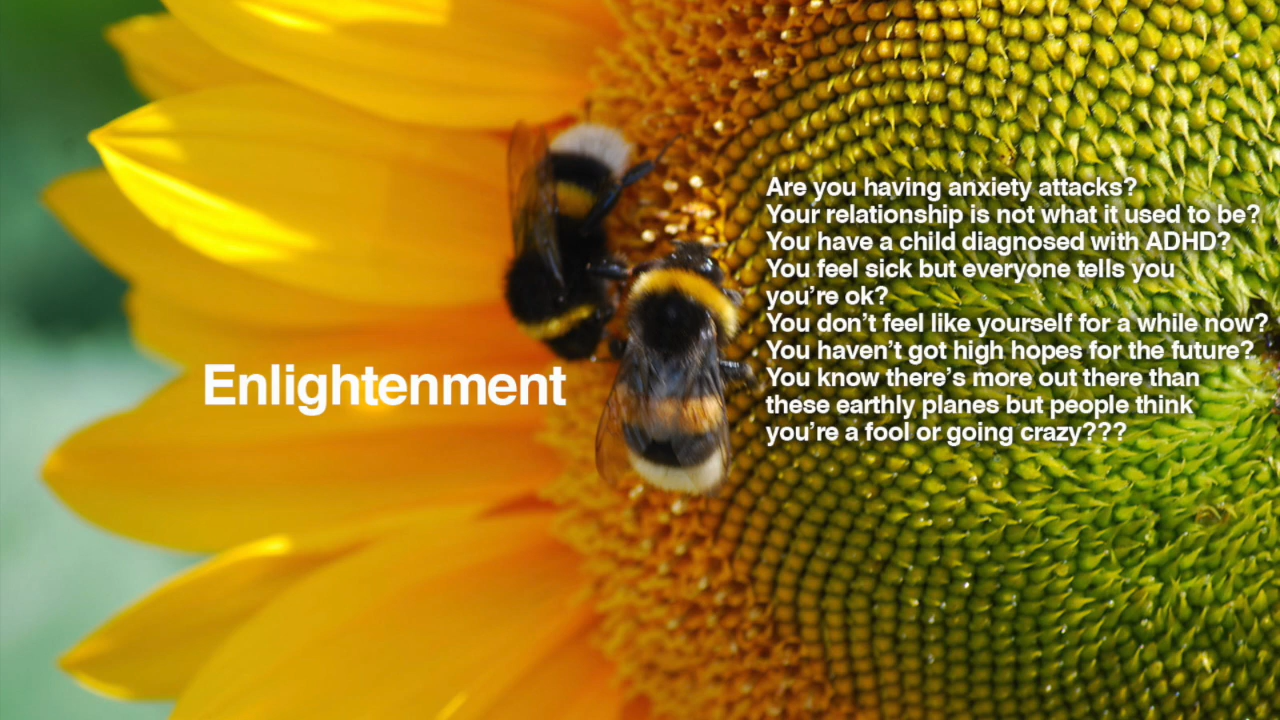 Enlightenment
Are you having anxiety attacks?
Your relationship is not what it used to be?
You have a child diagnosed with ADHD?
You feel sick but everyone tells you
you’re ok?
You don’t feel like yourself for a while now?
You haven’t got high hopes for the future?
You know there’s more out there than
these earthly planes but people think
you’re a fool or going crazy???